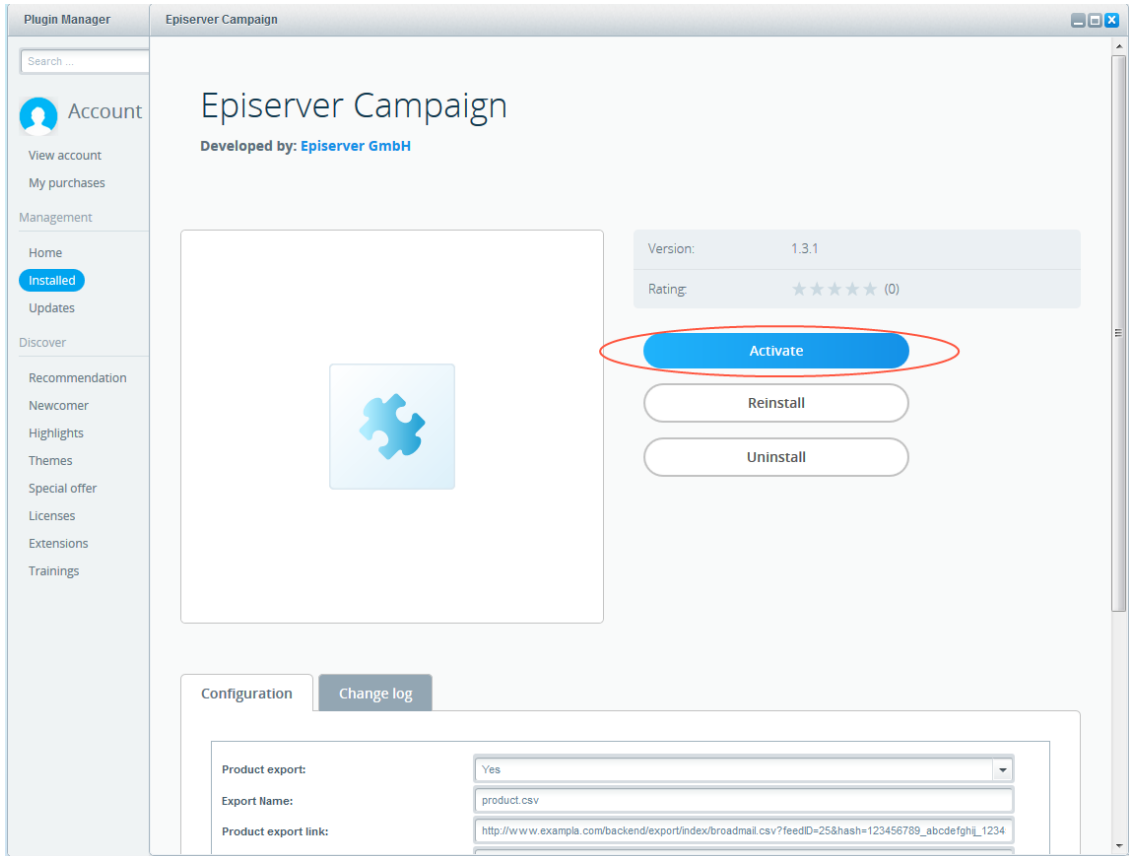 Plugin Manager
Episerver Campaign
Search ...
Account
View account
My purchases
Management
Home
Installed
Updates
Discover
Recommendation
Newcomer
Highlights
Themes
Special offer
Licenses
Extensions
Trainings
Episerver Campaign
Developed by: Episerver GmbH
Version: 1.3.1
Rating: (0)
Activate
Reinstall
Uninstall
Configuration
Change log
Product export: Yes
Export Name: product.csv
Product export link: http://www.exampla.com/backend/export/index/broadmail.csv?feedID=25&hash=123456789_abcdefghij_1234